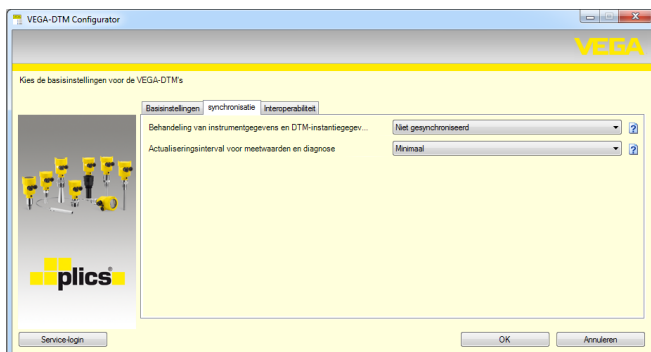 VEGA-DTM Configurator
VEGA
Kies de basisinstellingen voor de VEGA-DTM's
Basisinstellingen synchronisatie Interoperabiliteit
Behandeling van instrumentgegevens en DTM-instantiegegev... Niet gesynchroniseerd
Actualiseringsinterval voor meetwaarden en diagnose Minimaal
plics®
Service-login OK Annuleren